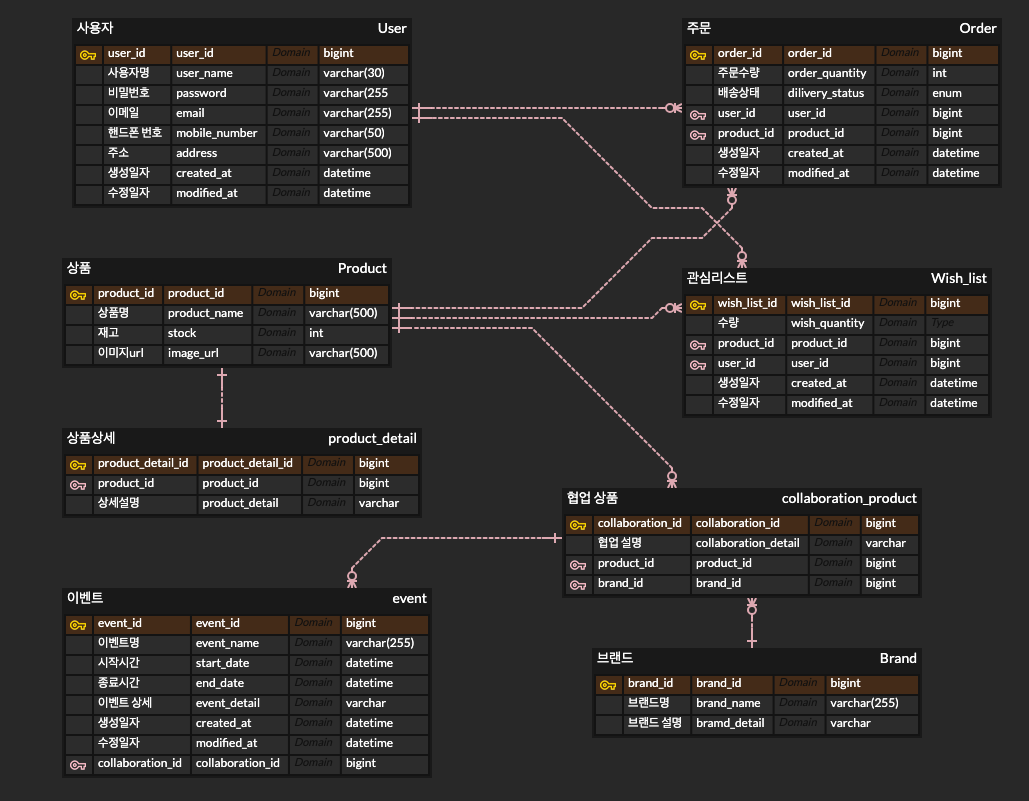 사용자 User
user_id user_id Domain bigint
사용자명 user_name Domain varchar(30)
비밀번호 password Domain varchar(255
이메일 email Domain varchar(255)
핸드폰 번호 mobile_number Domain varchar(50)
주소 address Domain varchar(500)
생성일자 created_at Domain datetime
수정일자 modified_at Domain datetime
주문 Order
order_id order_id Domain bigint
주문수량 order_quantity Domain int
배송상태 dilivery_status Domain enum
user_id user_id Domain bigint
product_id product_id Domain bigint
생성일자 created_at Domain datetime
수정일자 modified_at Domain datetime
상품 Product
product_id product_id Domain bigint
상품명 product_name Domain varchar(500)
재고 stock Domain int
이미지url image_url Domain varchar(500)
관심리스트 Wish_list
wish_list_id wish_list_id Domain bigint
수량 wish_quantity Domain Type
product_id product_id Domain bigint
user_id user_id Domain bigint
생성일자 created_at Domain datetime
수정일자 modified_at Domain datetime
상품상세 product_detail
product_detail_id product_detail_id Domain bigint
product_id product_id Domain bigint
상세설명 product_detail Domain varchar
협업 상품 collaboration_product
collaboration_id collaboration_id Domain bigint
협업 설명 collaboration_detail Domain varchar
product_id product_id Domain bigint
brand_id brand_id Domain bigint
이벤트 event
event_id event_id Domain bigint
이벤트명 event_name Domain varchar(255)
시작시간 start_date Domain datetime
종료시간 end_date Domain datetime
이벤트 상세 event_detail Domain varchar
생성일자 created_at Domain datetime
수정일자 modified_at Domain datetime
collaboration_id collaboration_id Domain bigint
브랜드 Brand
brand_id brand_id Domain bigint
브랜드명 brand_name Domain varchar(255)
브랜드 설명 bramd_detail Domain varchar